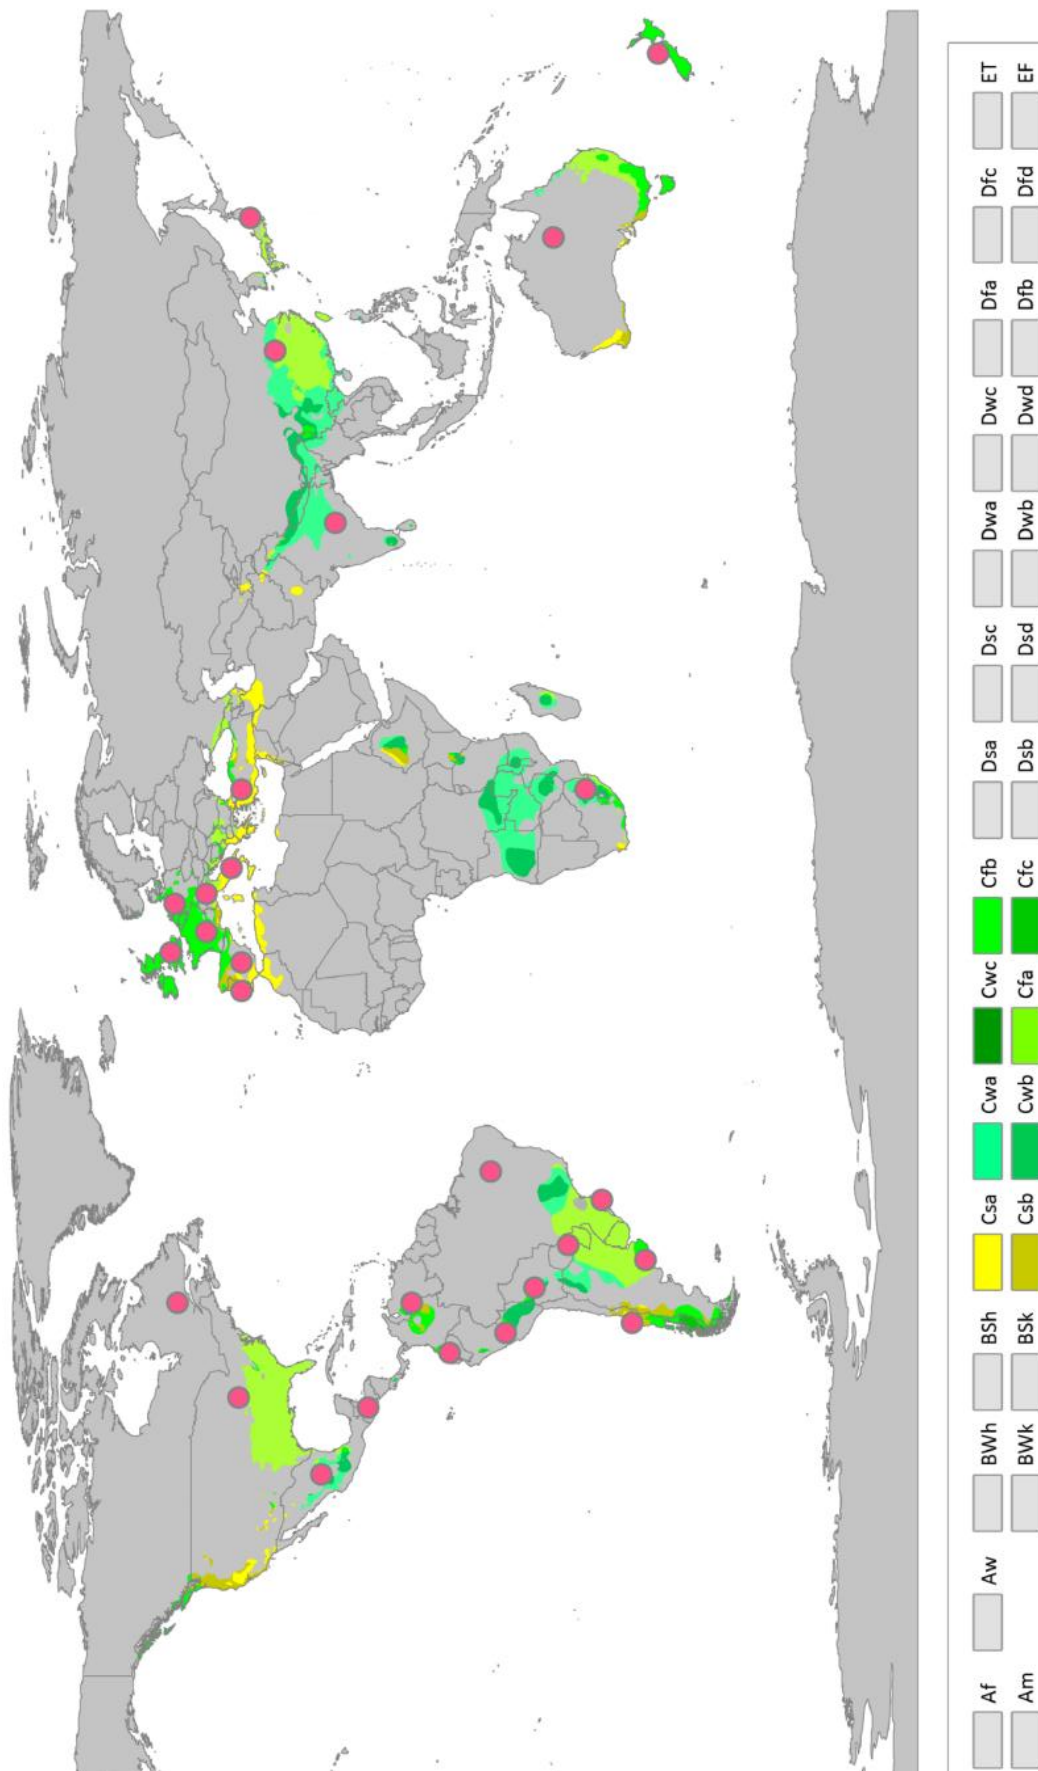 Af Aw BWh BSh Csa Cwa Cwc Cfb Dsa Dsc Dwa Dwc Dfa Dfc ET
Am BWk BSk Csb Cwb Cfa Cfc Dsb Dsd Dwb Dwd Dfb Dfd EF